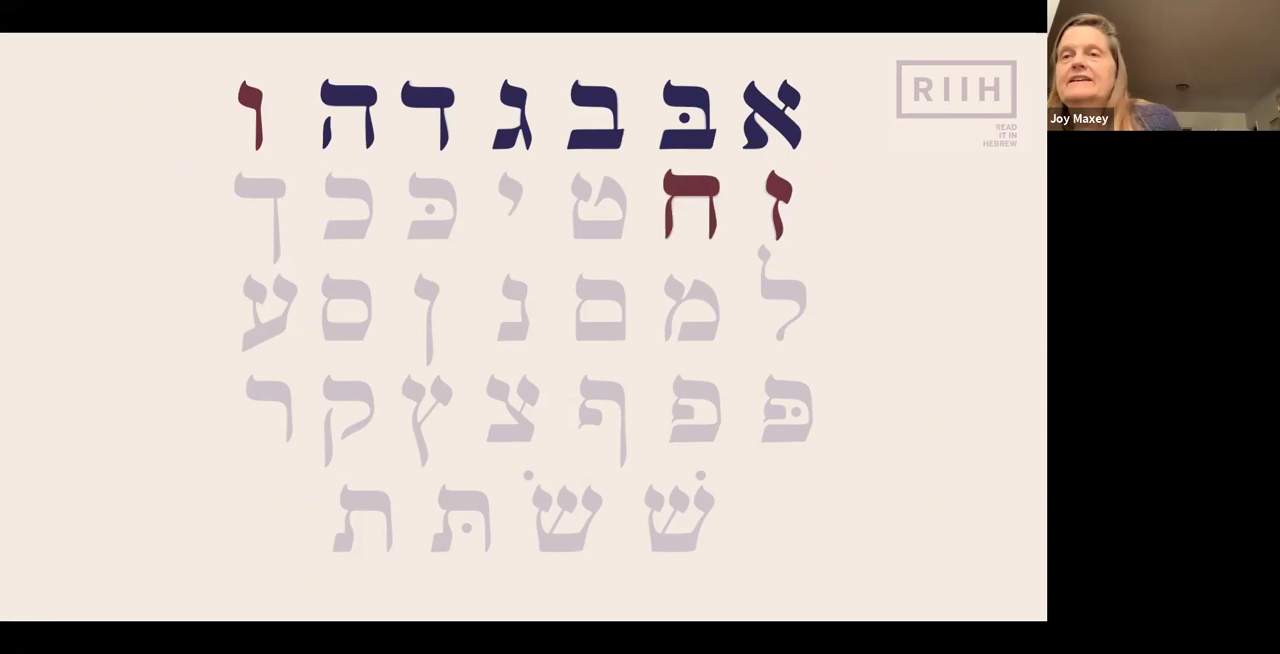 א בּ ב ג ד ה ו
ז ח ט י כּ כ ך
ל מ ם נ ן ס ע
פּ פ ף צ ץ ק ר
שׁ שׂ תּ ת
RIIH
READ
IT IN
HEBREW
Joy Maxey